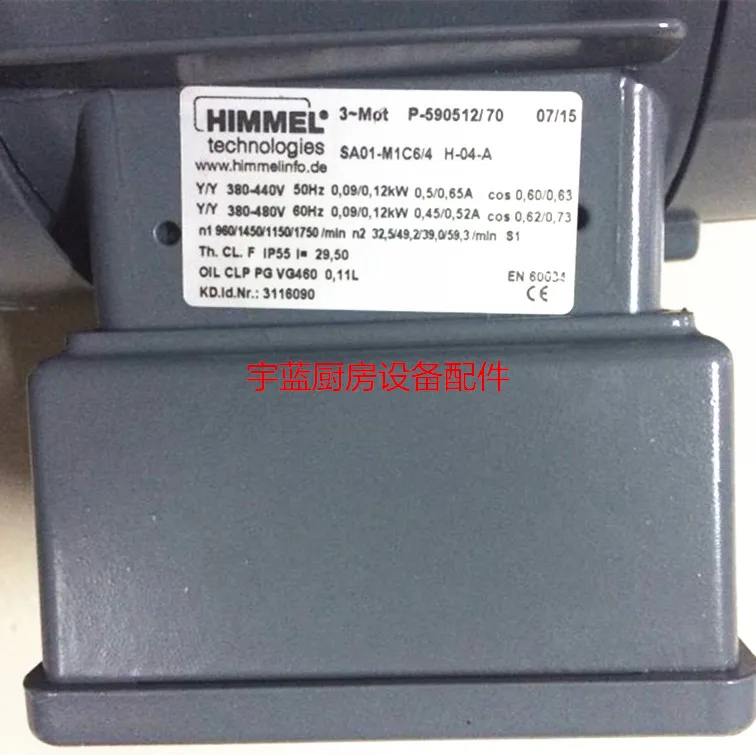 HIMMEL® 3~Mot P-590512/70 07/15
technologies SA01-M1C6/4 H-04-A
www.himmelinfo.de
Y/Y 380-440V 50Hz 0,09/0,12kW 0,5/0,65A cos 0,60/0,63
Y/Y 380-480V 60Hz 0,09/0,12kW 0,45/0,52A cos 0,62/0,73
n1 960/1450/1150/1750 /min n2 32,5/49,2/39,0/59,3 /min S1
Th. CL. F IP55 i= 29,50
OIL CLP PG VG460 0,11L EN 60034
KD.Id.Nr.: 3116090 CE
宇蓝厨房设备配件